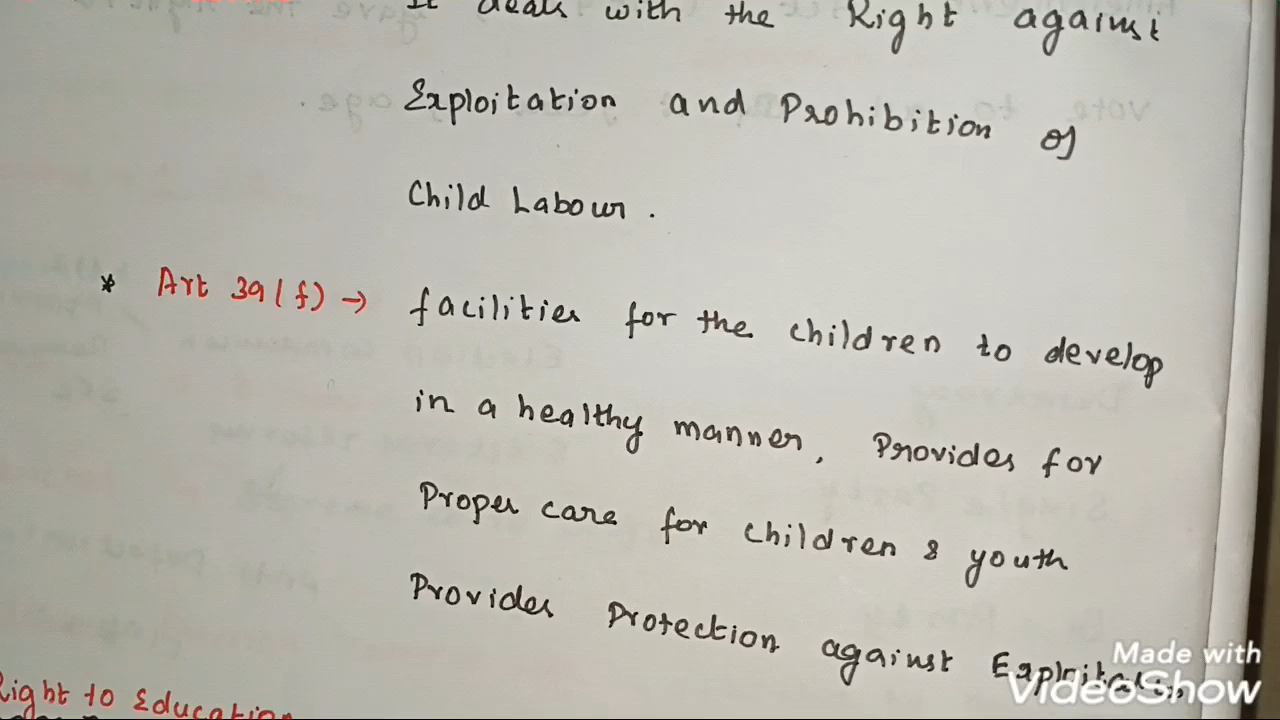 It deals with the Right against
Exploitation and Prohibition of
Child Labour.
* Art 39(f) → facilities for the children to develop
in a healthy manner, Provides for
Proper care for children & youth
Provides Protection against Exploitation
Right to Education
Made with
VideoShow